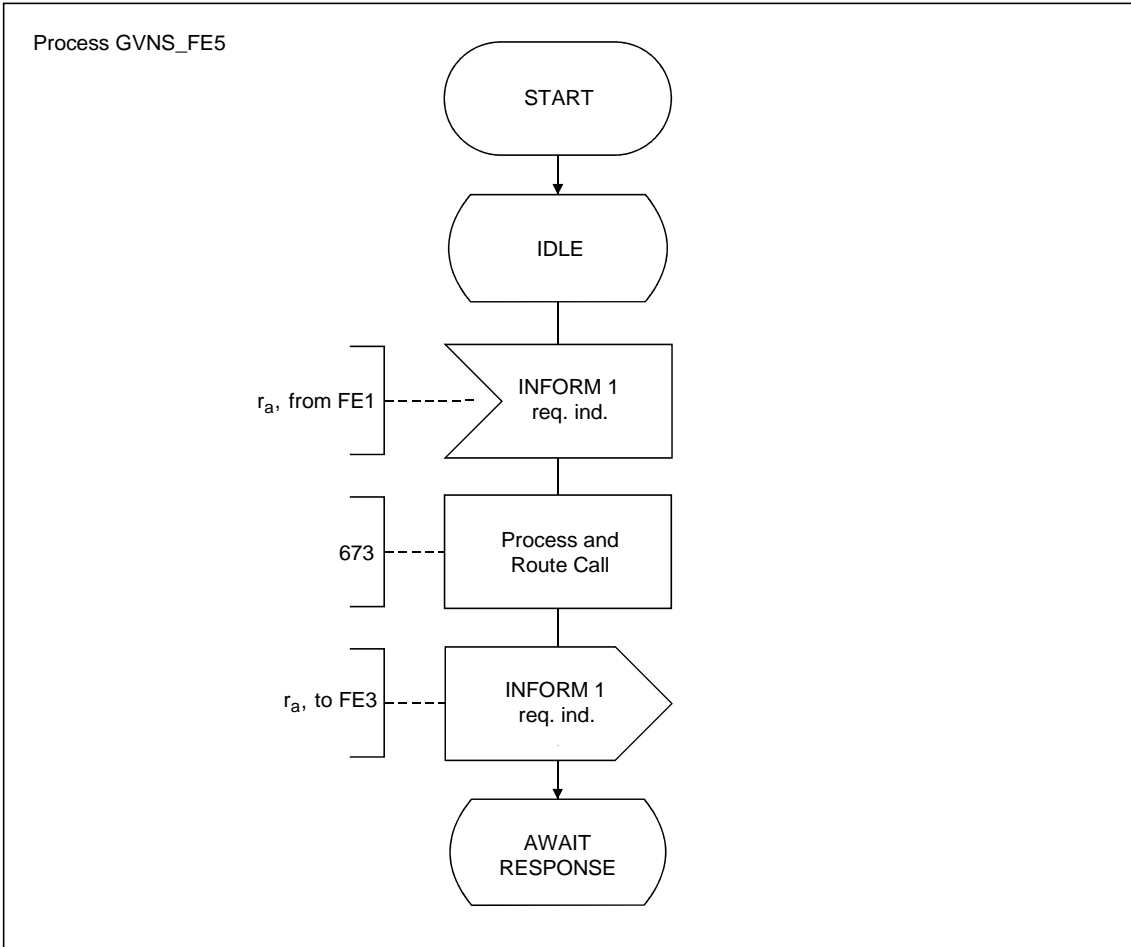 Process GVNS_FE5
START
IDLE
rₐ, from FE1
INFORM 1
req. ind.
673
Process and
Route Call
rₐ, to FE3
INFORM 1
req. ind.
AWAIT
RESPONSE